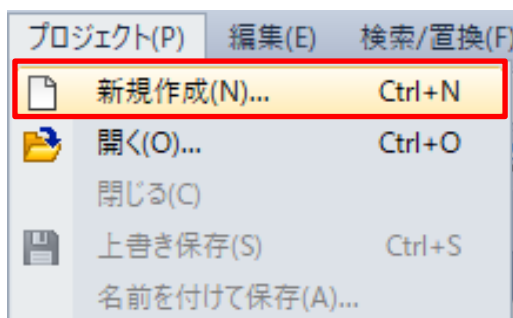 プロジェクト(P) 編集(E) 検索/置換(F)
新規作成(N)... Ctrl+N
開く(O)... Ctrl+O
閉じる(C)
上書き保存(S) Ctrl+S
名前を付けて保存(A)...